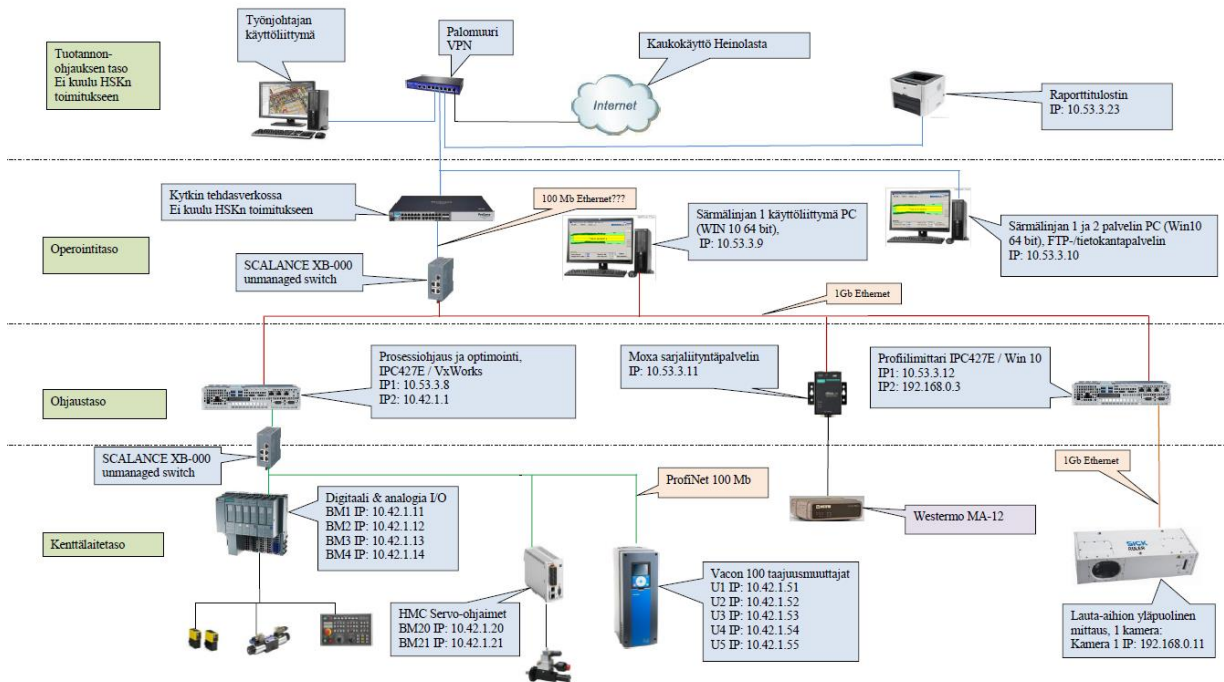 Työnjohtajan
käyttöliittymä
Palomuuri
VPN
Kaukokäyttö Heinolasta
Tuotannon-
ohjauksen taso
Ei kuulu HSKn
toimitukseen
Internet
Raporttitulostin
IP: 10.53.3.23
Kytkin tehdasverkossa
Ei kuulu HSKn toimitukseen
100 Mb Ethernet???
Särmälinjan 1 käyttöliittymä PC
(WIN 10 64 bit),
IP: 10.53.3.9
Särmälinjan 1 ja 2 palvelin PC (Win10
64 bit), FTP-/tietokantapalvelin
IP: 10.53.3.10
Operointitaso
SCALANCE XB-000
unmanaged switch
1Gb Ethernet
Prosessiohjaus ja optimointi,
IPC427E / VxWorks
IP1: 10.53.3.8
IP2: 10.42.1.1
Moxa sarjaliityntäpalvelin
IP: 10.53.3.11
Profiilimittari IPC427E / Win 10
IP1: 10.53.3.12
IP2: 192.168.0.3
Ohjaustaso
SCALANCE XB-000
unmanaged switch
1Gb Ethernet
ProfiNet 100 Mb
Digitaali & analogia I/O
BM1 IP: 10.42.1.11
BM2 IP: 10.42.1.12
BM3 IP: 10.42.1.13
BM4 IP: 10.42.1.14
Westermo MA-12
Kenttälaitetaso
SICK
RULER
HMC Servo-ohjaimet
BM20 IP: 10.42.1.20
BM21 IP: 10.42.1.21
Vacon 100 taajuusmuuttajat
U1 IP: 10.42.1.51
U2 IP: 10.42.1.52
U3 IP: 10.42.1.53
U4 IP: 10.42.1.54
U5 IP: 10.42.1.55
Lauta-aihion yläpuolinen
mittaus, 1 kamera:
Kamera 1 IP: 192.168.0.11